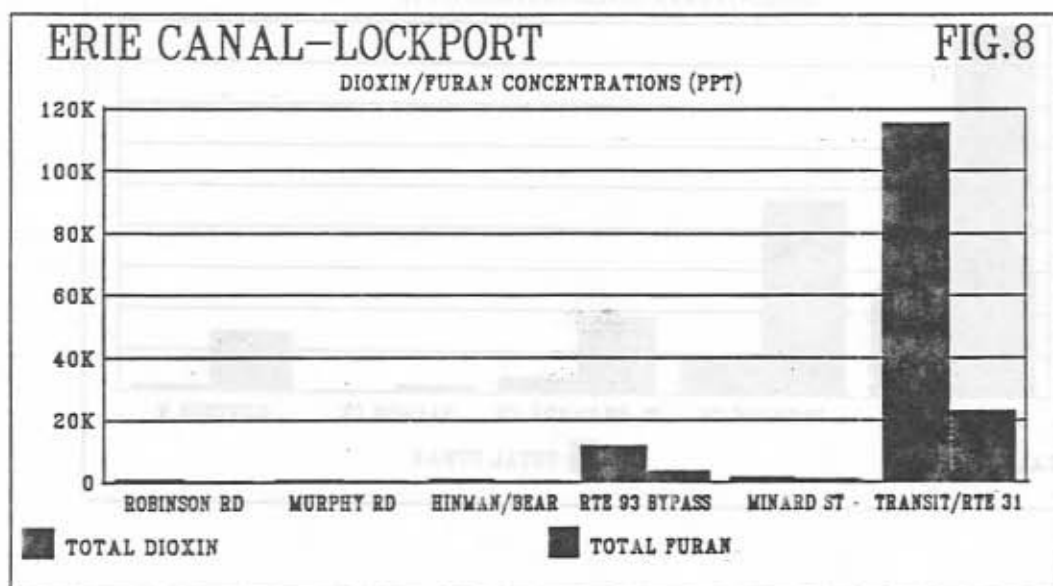 ERIE CANAL-LOCKPORT FIG.8
DIOXIN/FURAN CONCENTRATIONS (PPT)
120K
100K
80K
60K
40K
20K
0
ROBINSON RD MURPHY RD HINMAN/BEAR RTE 93 BYPASS MINARD ST TRANSIT/RTE 31
TOTAL DIOXIN TOTAL FURAN